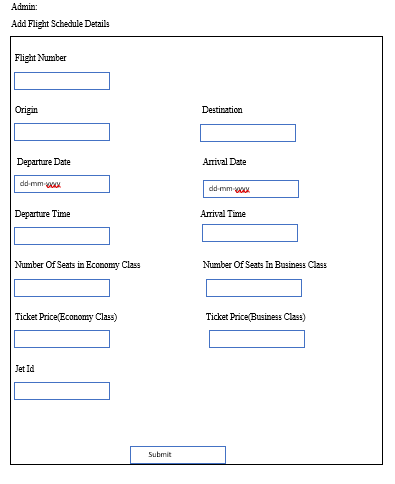 Admin:
Add Flight Schedule Details
Flight Number
Origin Destination
Departure Date Arrival Date
dd-mm-yyyy dd-mm-yyyy
Departure Time Arrival Time
Number Of Seats in Economy Class Number Of Seats In Business Class
Ticket Price(Economy Class) Ticket Price(Business Class)
Jet Id
Submit